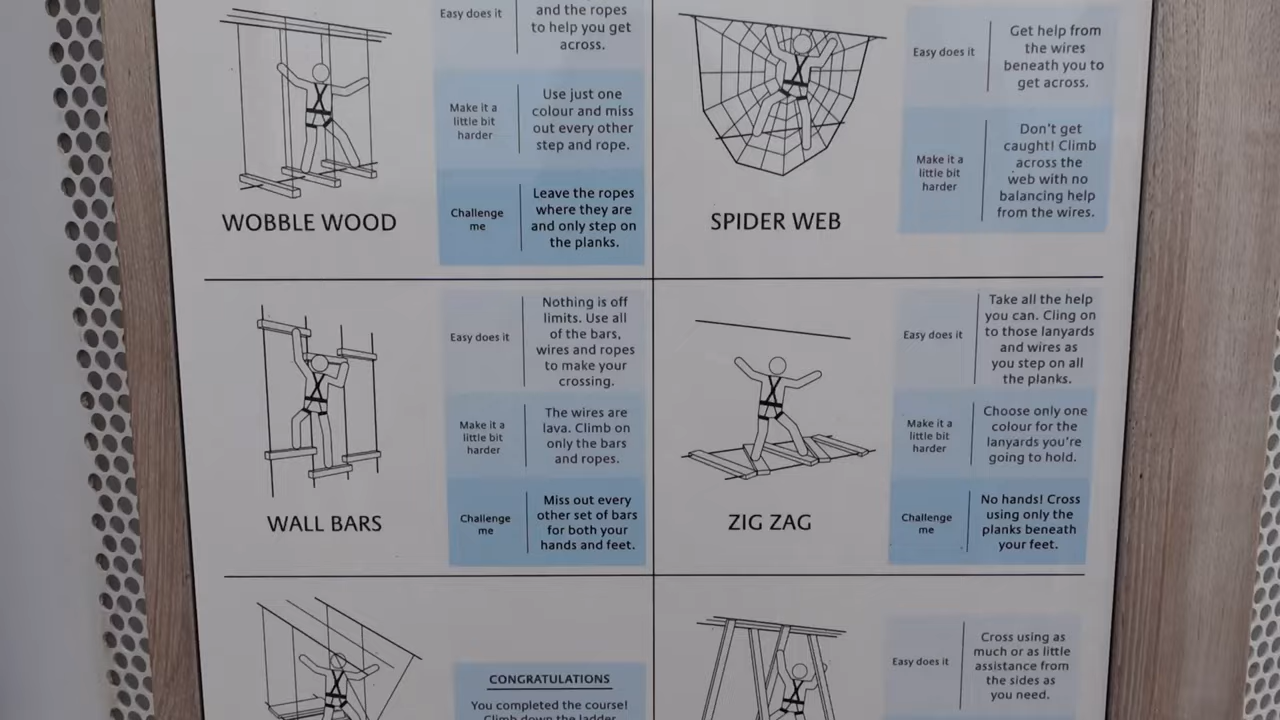 Easy does it
and the ropes
to help you get
across.
Make it a
little bit
harder
Use just one
colour and miss
out every other
step and rope.
Challenge
me
Leave the ropes
where they are
and only step on
the planks.
WOBBLE WOOD
Easy does it
Get help from
the wires
beneath you to
get across.
Make it a
little bit
harder
Don't get
caught! Climb
across the
web with no
balancing help
from the wires.
SPIDER WEB
Easy does it
Nothing is off
limits. Use all
of the bars,
wires and ropes
to make your
crossing.
Make it a
little bit
harder
The wires are
lava. Climb on
only the bars
and ropes.
Challenge
me
Miss out every
other set of bars
for both your
hands and feet.
WALL BARS
Easy does it
Take all the help
you can. Cling on
to those lanyards
and wires as
you step on all
the planks.
Make it a
little bit
harder
Choose only one
colour for the
lanyards you're
going to hold.
Challenge
me
No hands! Cross
using only the
planks beneath
your feet.
ZIG ZAG
CONGRATULATIONS
You completed the course!
Climb down the ladder
Easy does it
Cross using as
much or as little
assistance from
the sides as
you need.